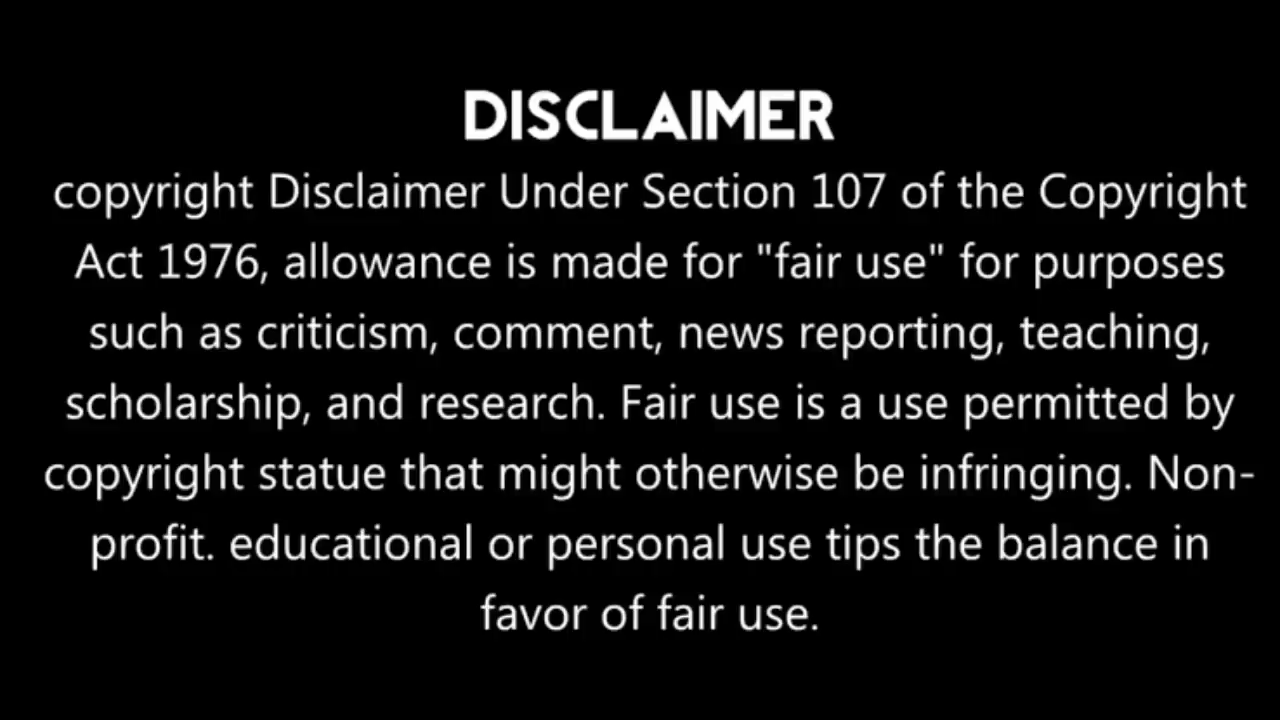 DISCLAIMER
copyright Disclaimer Under Section 107 of the Copyright
Act 1976, allowance is made for "fair use" for purposes
such as criticism, comment, news reporting, teaching,
scholarship, and research. Fair use is a use permitted by
copyright statue that might otherwise be infringing. Non-
profit. educational or personal use tips the balance in
favor of fair use.